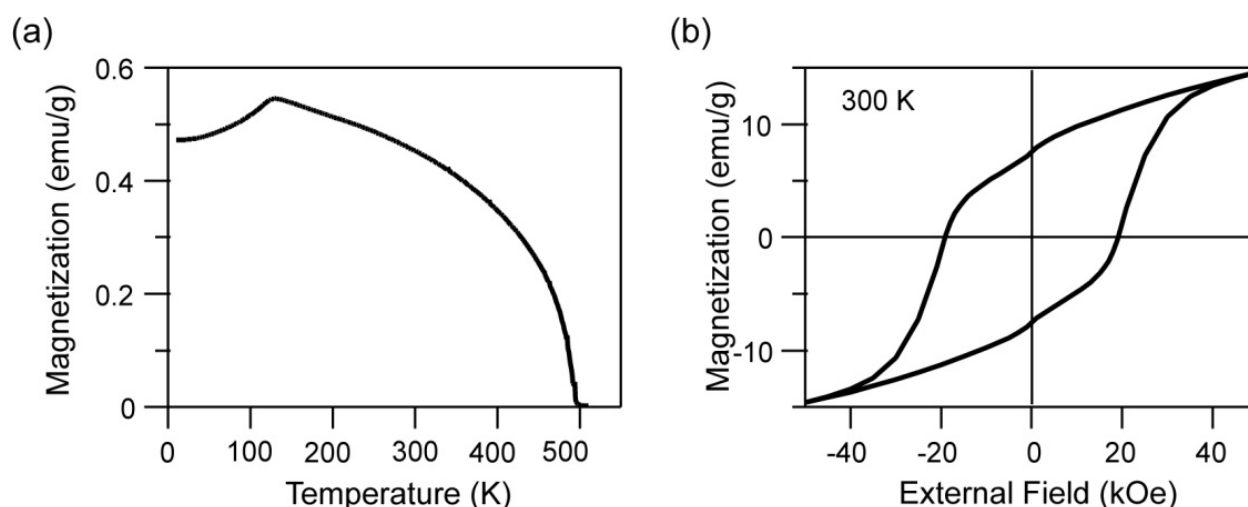 (a)
Magnetization (emu/g)
0.6
0.4
0.2
0
0 100 200 300 400 500
Temperature (K)
(b)
300 K
Magnetization (emu/g)
10
0
-10
-40 -20 0 20 40
External Field (kOe)